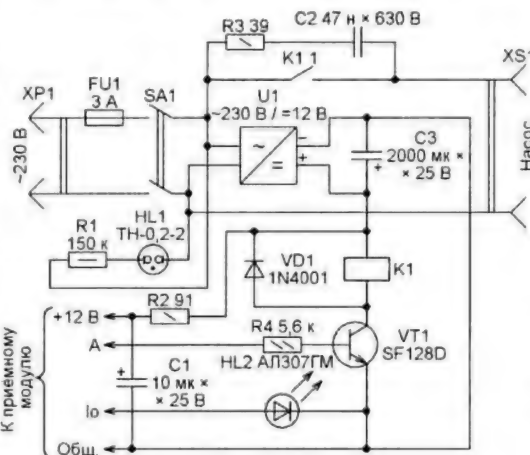 R3 39
C2 47 н × 630 В
K1.1
XS1
XP1
FU1
3 А
SA1
U1
~230 В / =12 В
~230 В
~
=
–
+
C3
2000 мк ×
+
× 25 В
Насос
R1
150 к
HL1
ТН-0,2-2
VD1
1N4001
K1
К приемному
модулю
+12 В
R2 91
A
R4 5,6 к
VT1
SF128D
HL2 АЛ307ГМ
+
C1
10 мк ×
× 25 В
Io
Общ.